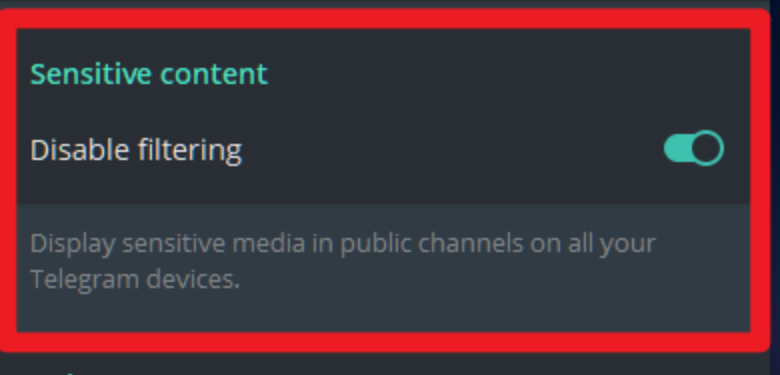 Sensitive content
Disable filtering
Display sensitive media in public channels on all your
Telegram devices.